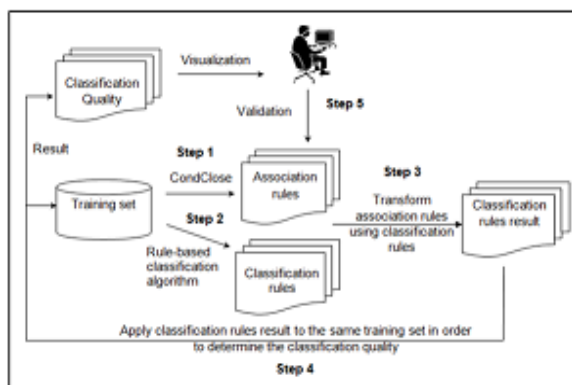 Classification
Quality
Visualization
Validation
Step 5
Result
Step 1
CondClose
Training set
Association
rules
Step 3
Transform
association rules
using classification
rules
Classification
rules result
Step 2
Rule-based
classification
algorithm
Classification
rules
Apply classification rules result to the same training set in order
to determine the classification quality
Step 4